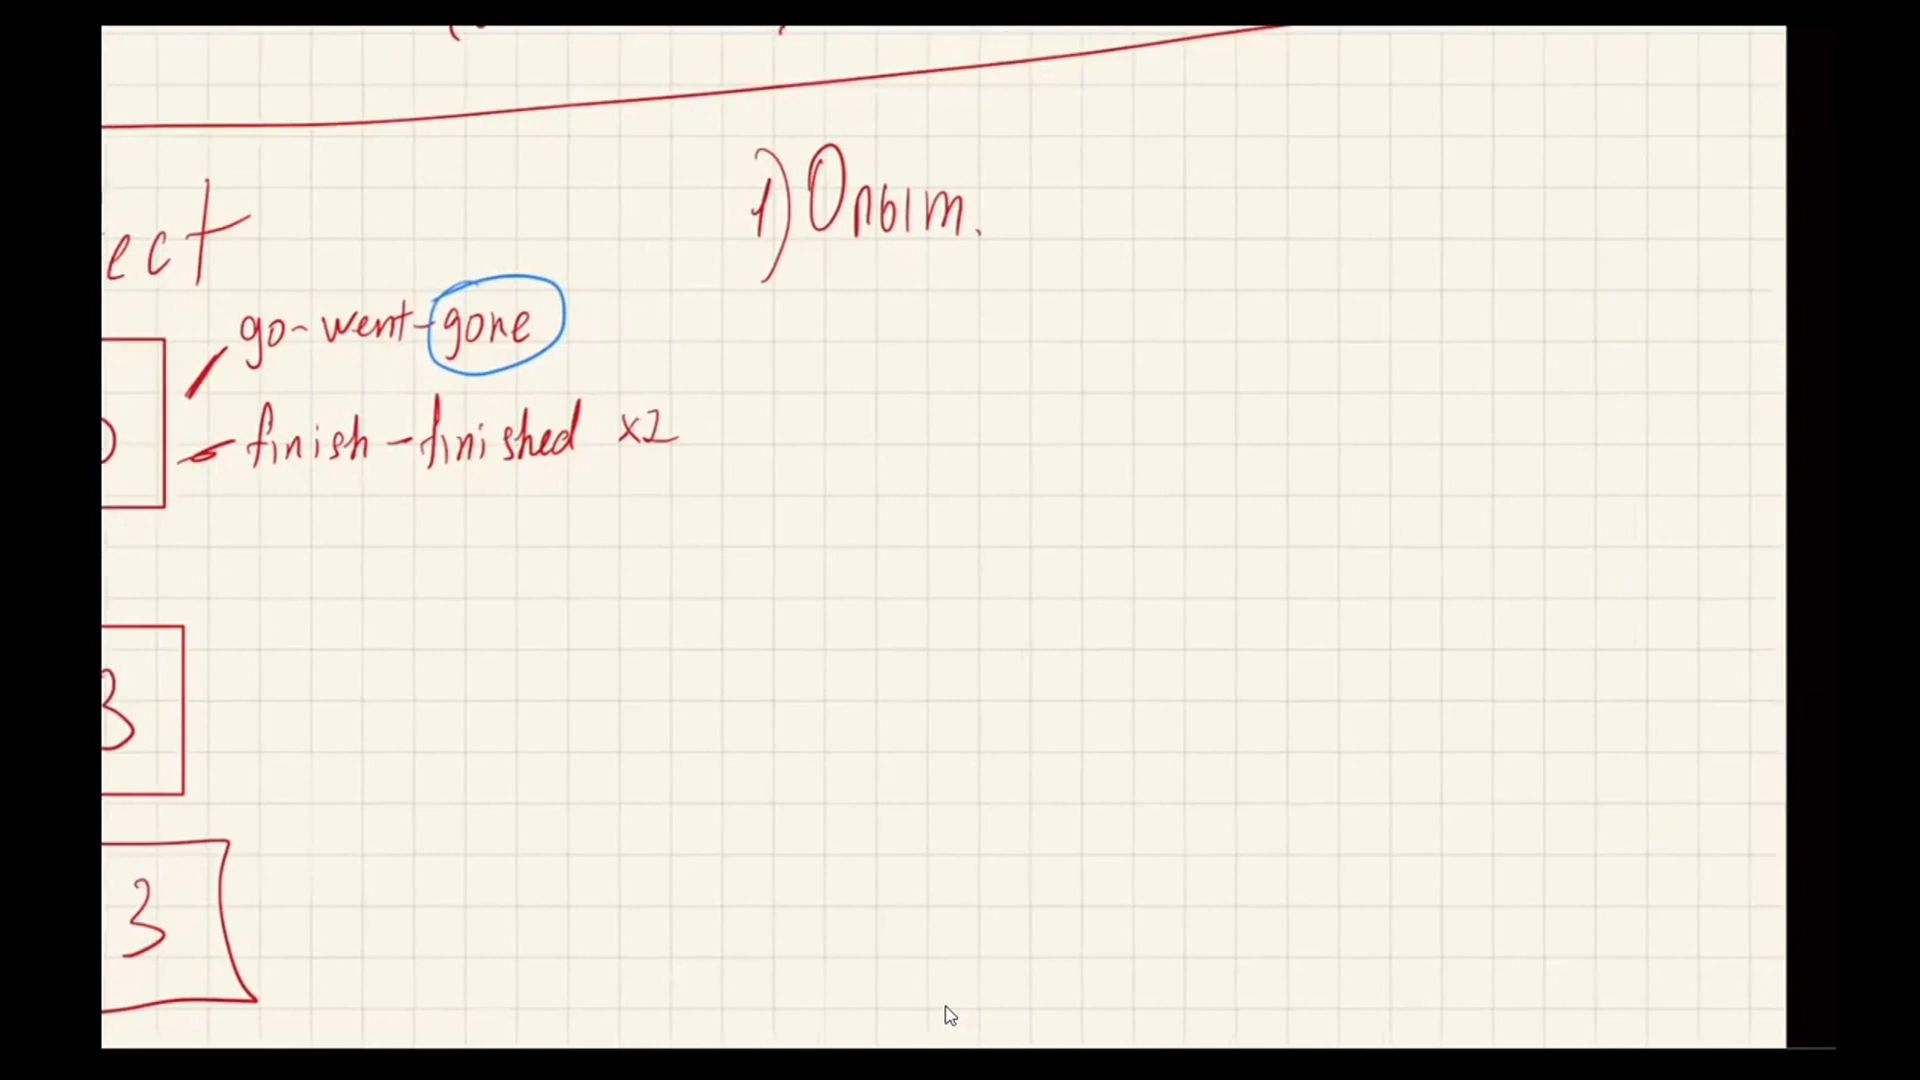 1) Опыт.
ect
go - went - gone
finish - finished x2
3
3